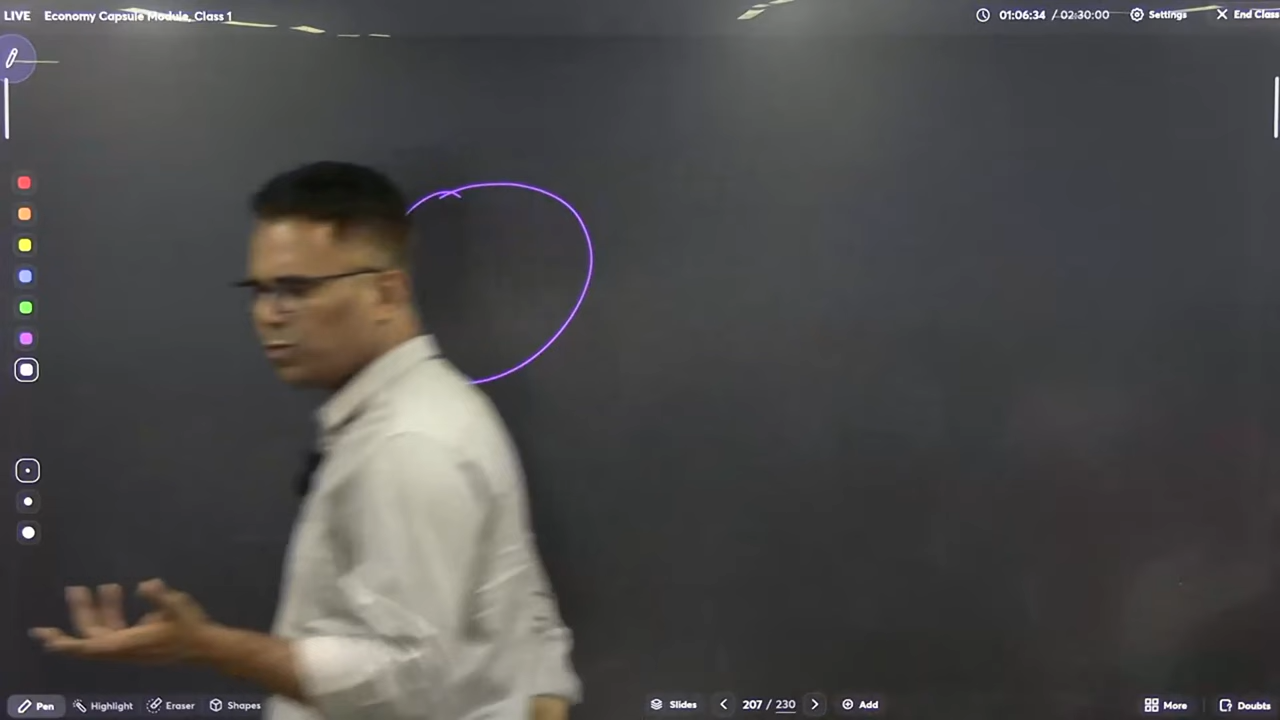 LIVE Economy Capsule Module, Class 1 01:06:34 / 02:30:00 Settings End Class
Pen Highlight Eraser Shapes Slides 207 / 230 Add More Doubts